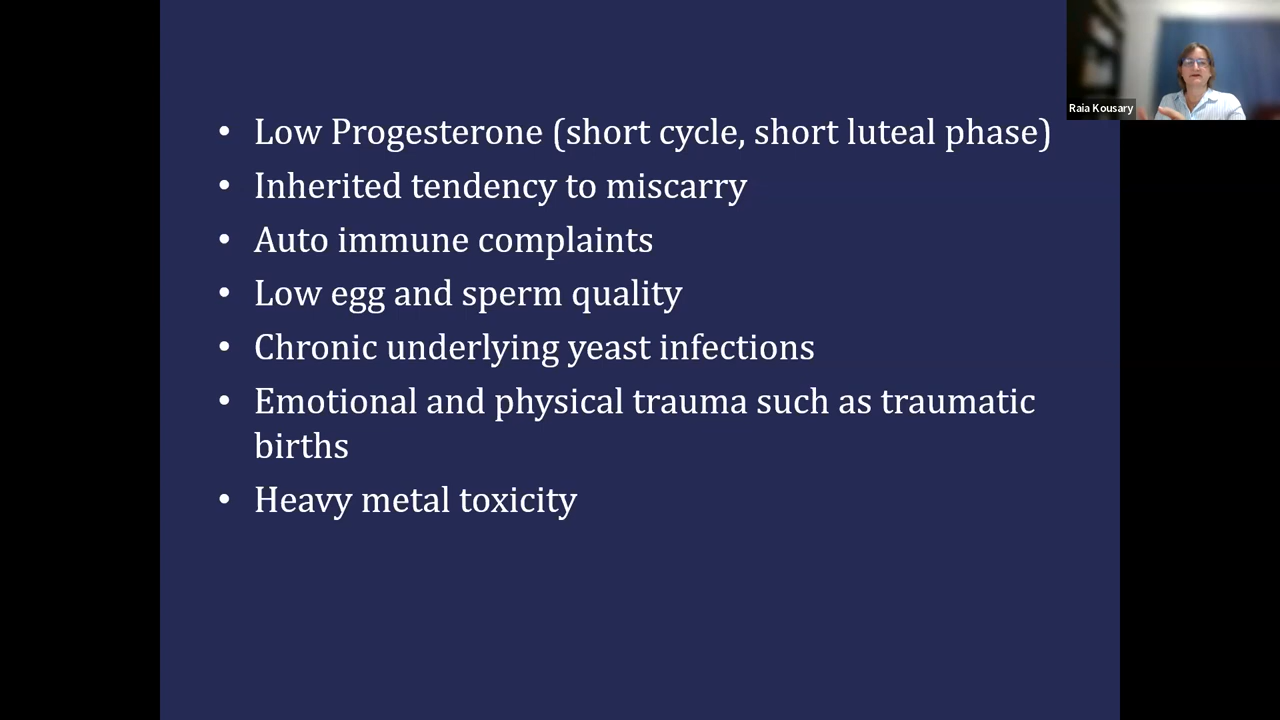 • Low Progesterone (short cycle, short luteal phase)
• Inherited tendency to miscarry
• Auto immune complaints
• Low egg and sperm quality
• Chronic underlying yeast infections
• Emotional and physical trauma such as traumatic
births
• Heavy metal toxicity
Raia Kousary